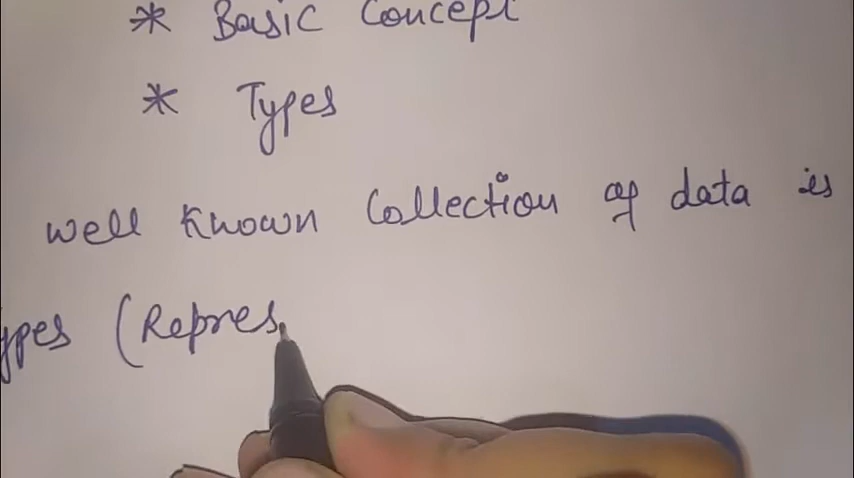 * Basic Concept
* Types
well known Collection of data is
ypes (Repres